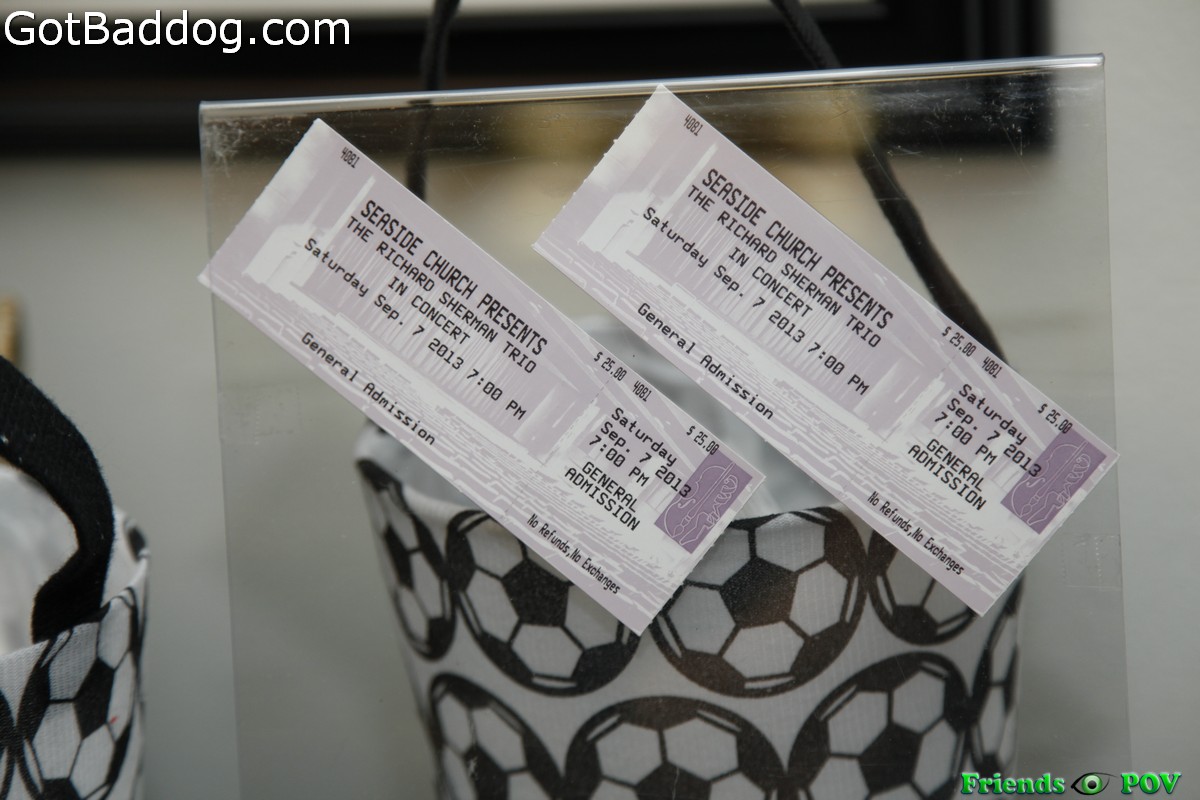 GotBaddog.com
4081
SEASIDE CHURCH PRESENTS
THE RICHARD SHERMAN TRIO
IN CONCERT
Saturday Sep. 7 2013 7:00 PM
General Admission
$ 25.00 4081
$ 25.00
Saturday
Sep. 7 2013
7:00 PM
GENERAL
ADMISSION
No Refunds,No Exchanges
4081
SEASIDE CHURCH PRESENTS
THE RICHARD SHERMAN TRIO
IN CONCERT
Saturday Sep. 7 2013 7:00 PM
General Admission
$ 25.00 4081
$ 25.00
Saturday
Sep. 7 2013
7:00 PM
GENERAL
ADMISSION
No Refunds,No Exchanges
Friends POV